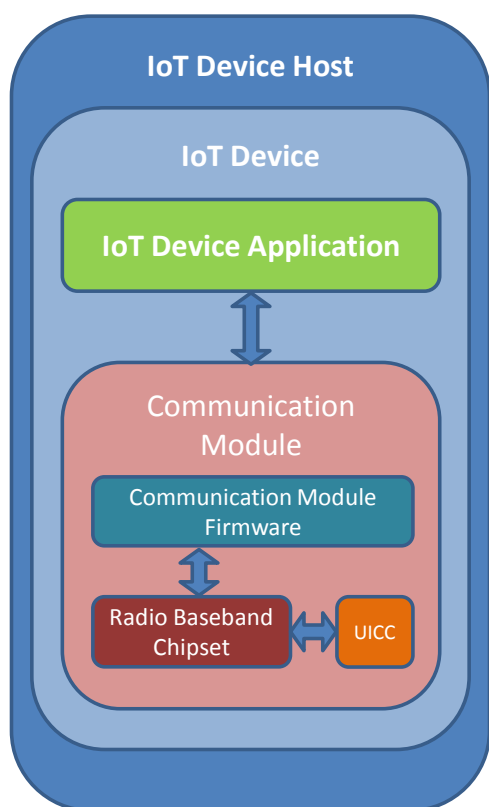 IoT Device Host
IoT Device
IoT Device Application
Communication
Module
Communication Module
Firmware
Radio Baseband
Chipset
UICC